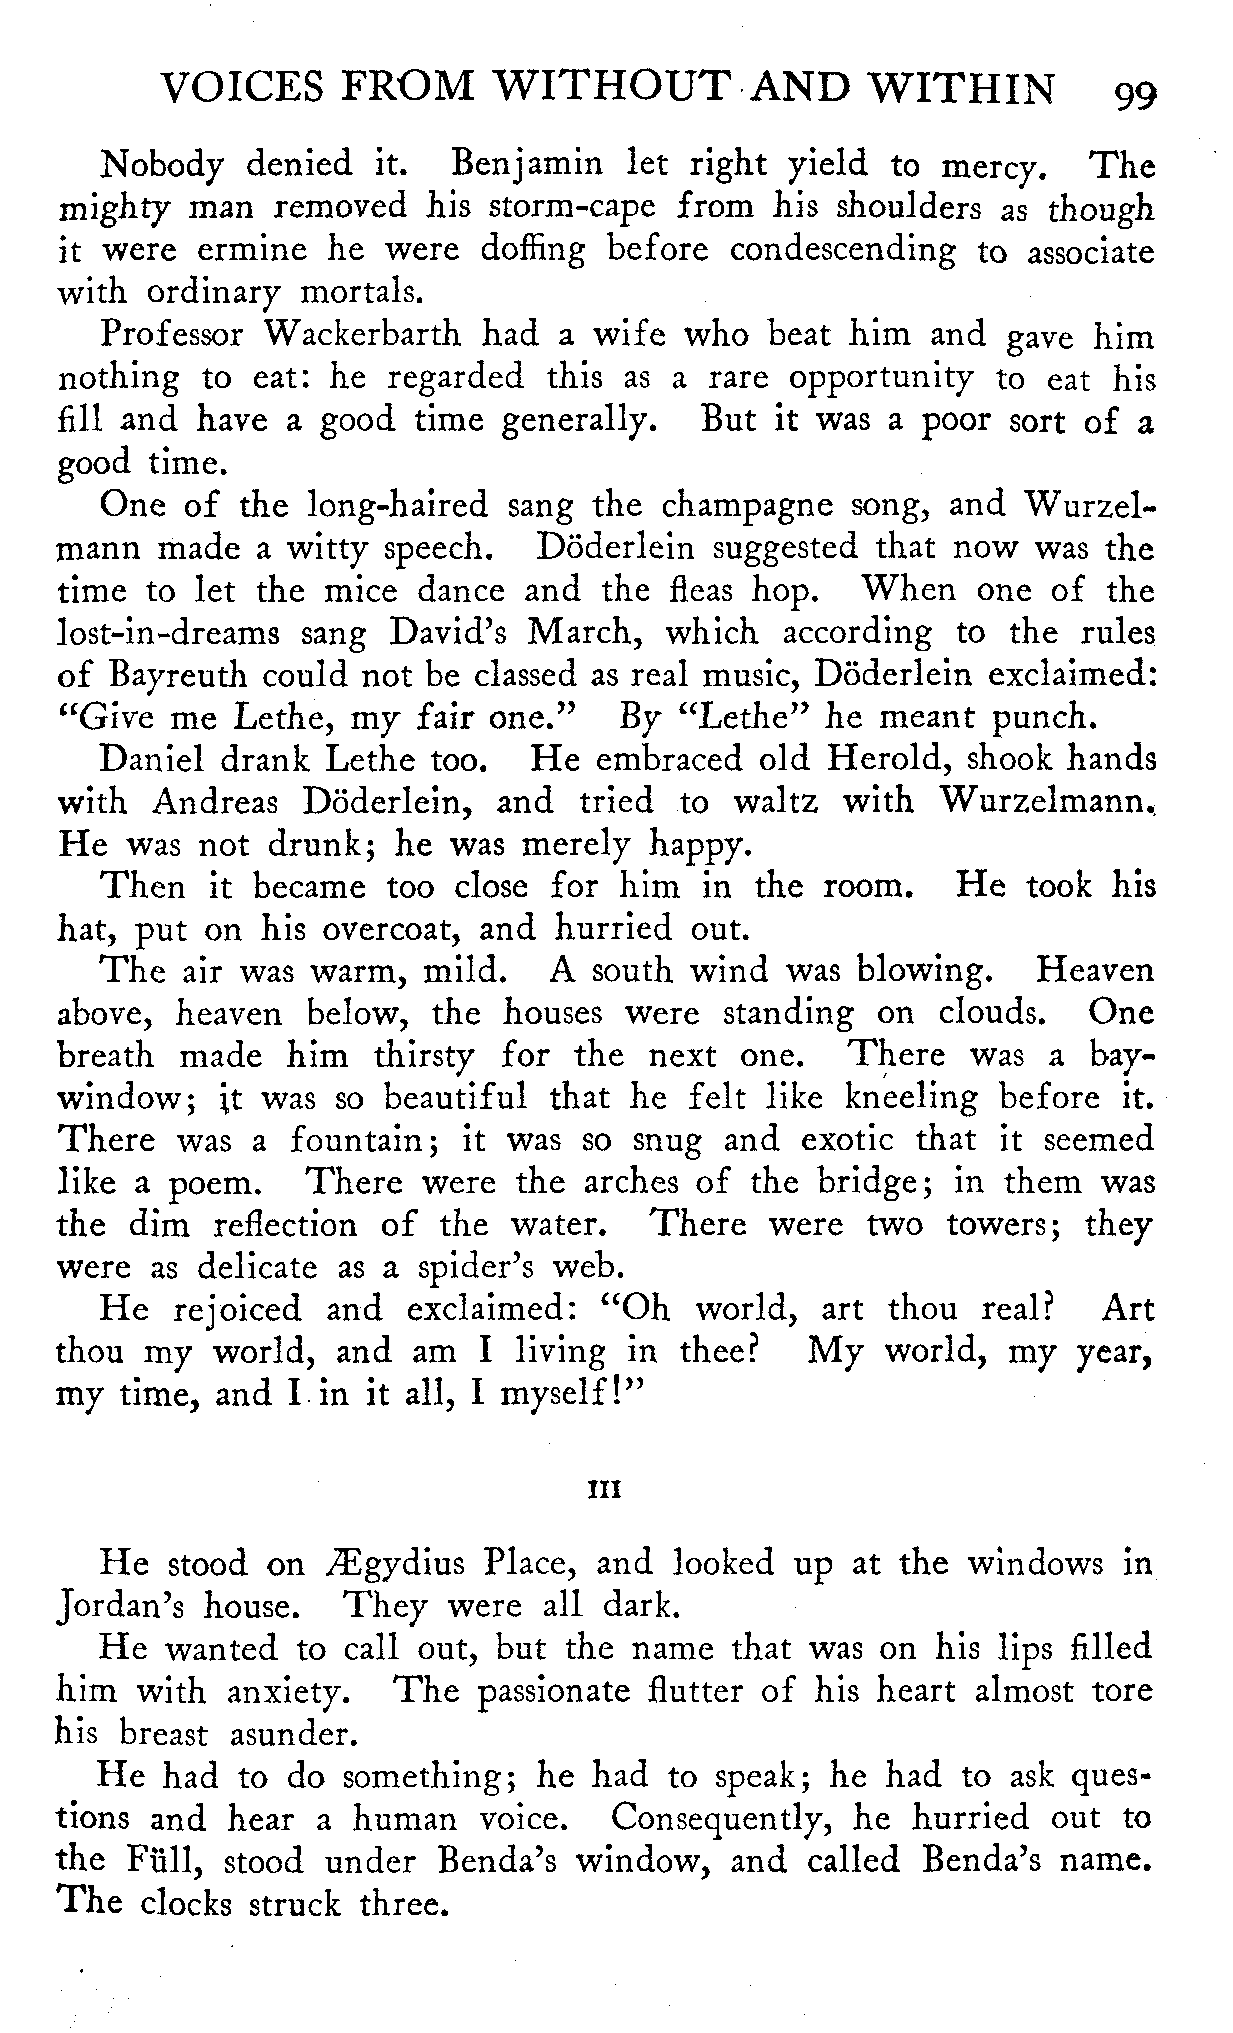 VOICES FROM WITHOUT AND WITHIN 99
Nobody denied it. Benjamin let right yield to mercy. The
mighty man removed his storm-cape from his shoulders as though
it were ermine he were doffing before condescending to associate
with ordinary mortals.
Professor Wackerbarth had a wife who beat him and gave him
nothing to eat: he regarded this as a rare opportunity to eat his
fill and have a good time generally. But it was a poor sort of a
good time.
One of the long-haired sang the champagne song, and Wurzel-
mann made a witty speech. Döderlein suggested that now was the
time to let the mice dance and the fleas hop. When one of the
lost-in-dreams sang David's March, which according to the rules
of Bayreuth could not be classed as real music, Döderlein exclaimed:
“Give me Lethe, my fair one.” By “Lethe” he meant punch.
Daniel drank Lethe too. He embraced old Herold, shook hands
with Andreas Döderlein, and tried to waltz with Wurzelmann.
He was not drunk; he was merely happy.
Then it became too close for him in the room. He took his
hat, put on his overcoat, and hurried out.
The air was warm, mild. A south wind was blowing. Heaven
above, heaven below, the houses were standing on clouds. One
breath made him thirsty for the next one. There was a bay-
window; it was so beautiful that he felt like kneeling before it.
There was a fountain; it was so snug and exotic that it seemed
like a poem. There were the arches of the bridge; in them was
the dim reflection of the water. There were two towers; they
were as delicate as a spider's web.
He rejoiced and exclaimed: “Oh world, art thou real? Art
thou my world, and am I living in thee? My world, my year,
my time, and I in it all, I myself!”
III
He stood on Ægydius Place, and looked up at the windows in
Jordan's house. They were all dark.
He wanted to call out, but the name that was on his lips filled
him with anxiety. The passionate flutter of his heart almost tore
his breast asunder.
He had to do something; he had to speak; he had to ask ques-
tions and hear a human voice. Consequently, he hurried out to
the Füll, stood under Benda's window, and called Benda's name.
The clocks struck three.